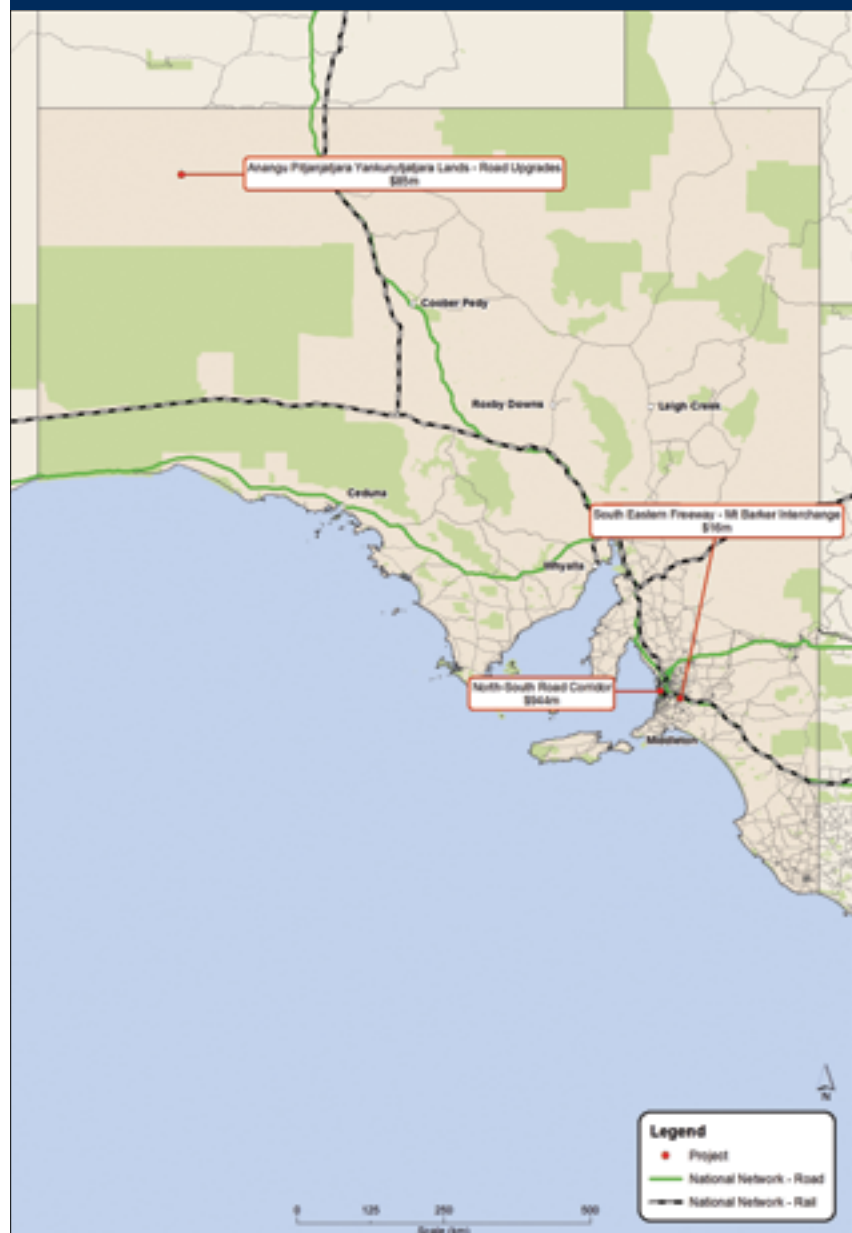 Anangu Pitjanjatjara Yankunytjatjara Lands - Road Upgrades
$85m
Coober Pedy
Roxby Downs
Leigh Creek
Ceduna
South Eastern Freeway - Mt Barker Interchange
$16m
Whyalla
North-South Road Corridor
$944m
Middleton
N
Legend
Project
National Network - Road
National Network - Rail
0 125 250 500
Scale (km)